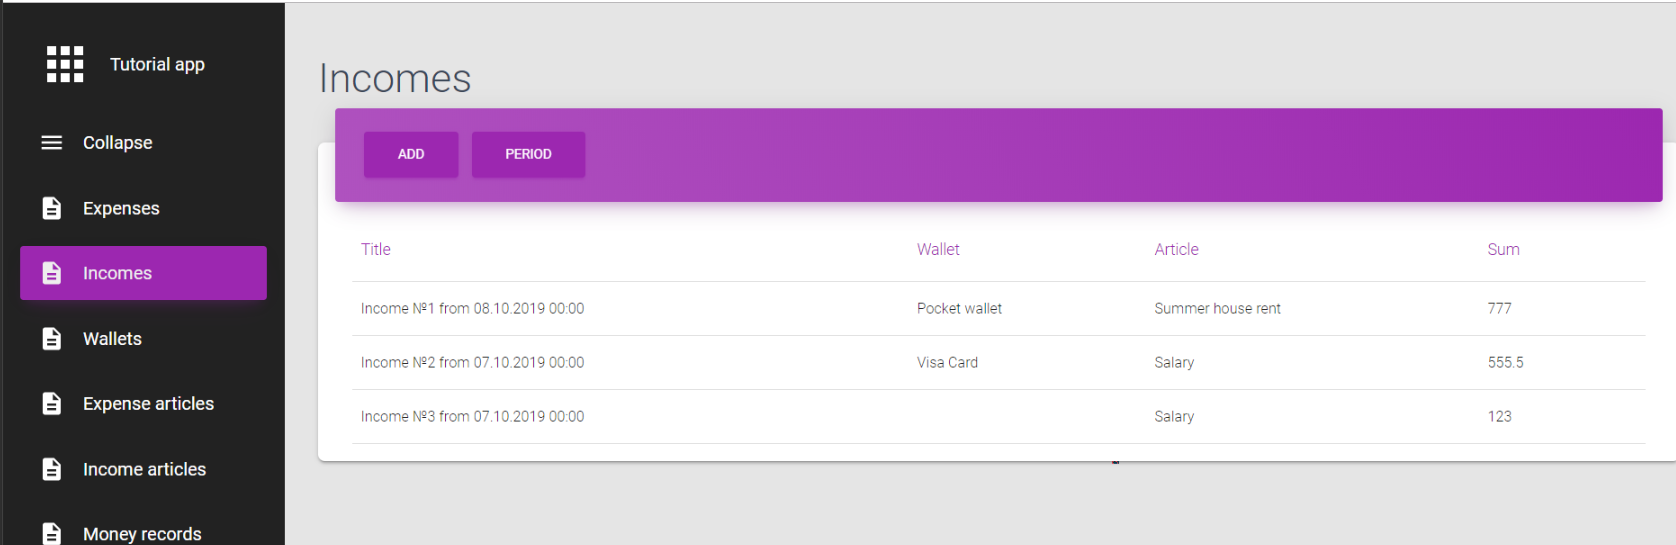 Tutorial app
Collapse
Expenses
Incomes
Wallets
Expense articles
Income articles
Money records
Incomes
ADD PERIOD
Title Wallet Article Sum
Income №1 from 08.10.2019 00:00 Pocket wallet Summer house rent 777
Income №2 from 07.10.2019 00:00 Visa Card Salary 555.5
Income №3 from 07.10.2019 00:00 Salary 123